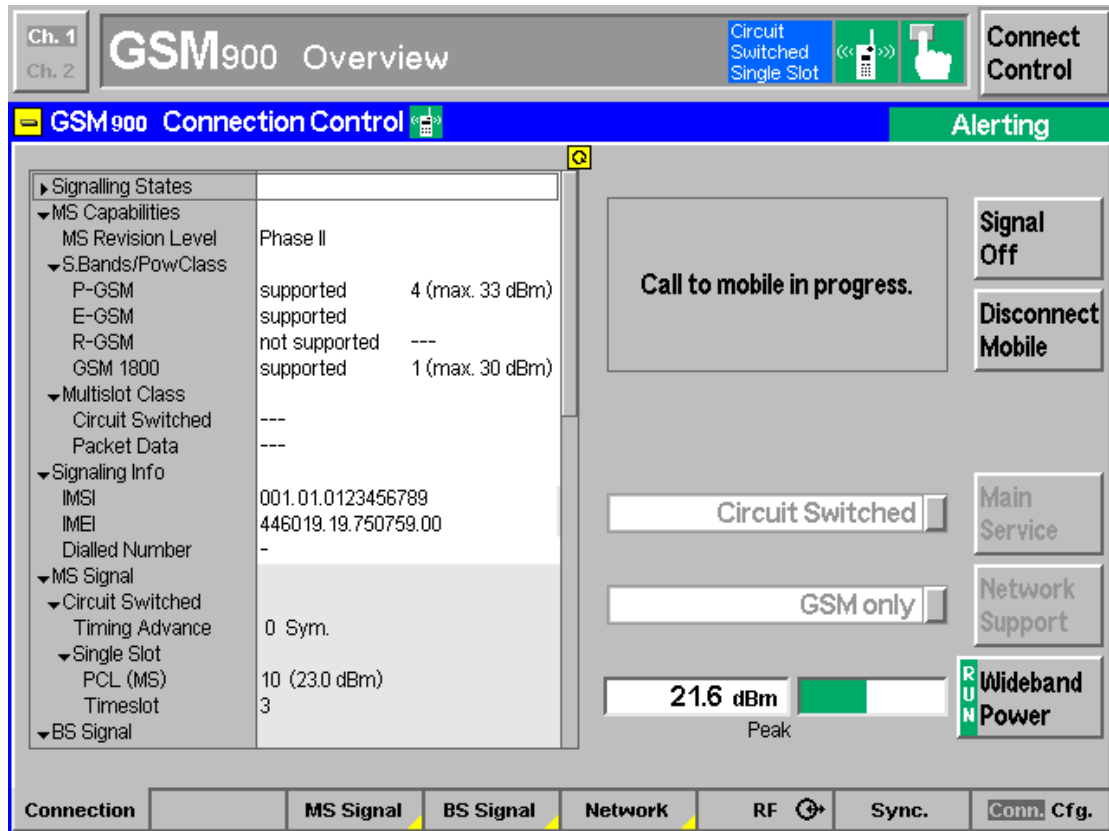 Ch. 1
Ch. 2
GSM900 Overview
Circuit
Switched
Single Slot
Connect
Control
GSM 900 Connection Control
Alerting
Signalling States
MS Capabilities
MS Revision Level Phase II
S.Bands/PowClass
P-GSM supported 4 (max. 33 dBm)
E-GSM supported
R-GSM not supported ---
GSM 1800 supported 1 (max. 30 dBm)
Multislot Class
Circuit Switched ---
Packet Data ---
Signaling Info
IMSI 001.01.0123456789
IMEI 446019.19.750759.00
Dialled Number -
MS Signal
Circuit Switched
Timing Advance 0 Sym.
Single Slot
PCL (MS) 10 (23.0 dBm)
Timeslot 3
BS Signal
Call to mobile in progress.
Signal
Off
Disconnect
Mobile
Circuit Switched
Main
Service
GSM only
Network
Support
21.6 dBm
Peak
RUN
Wideband
Power
Connection MS Signal BS Signal Network RF Sync. Conn. Cfg.